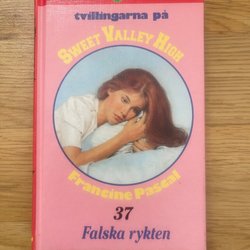 tvillingarna på
SWEET VALLEY HIGH
Francine Pascal
37
Falska rykten